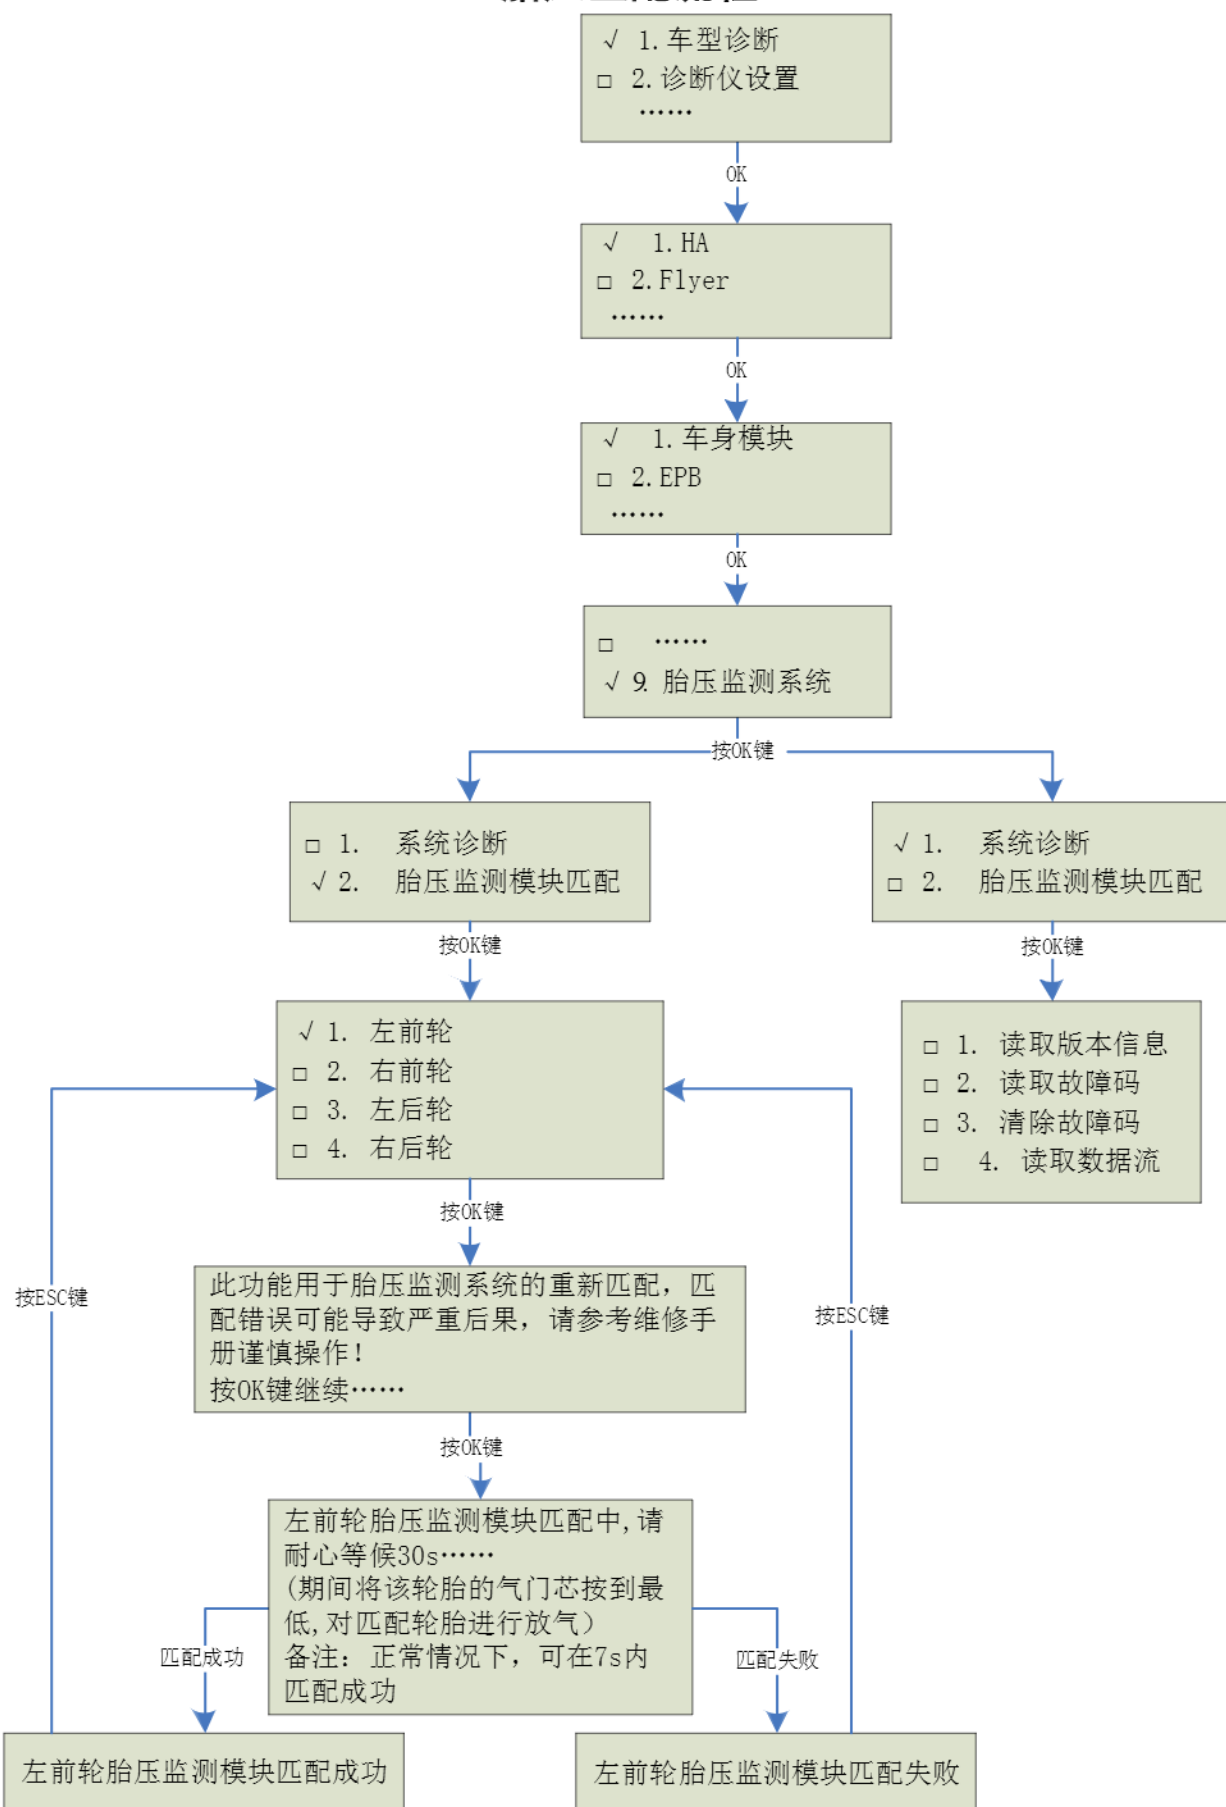 √ 1.车型诊断
□ 2.诊断仪设置
……
OK
√ 1.HA
□ 2.Flyer
……
OK
√ 1.车身模块
□ 2.EPB
……
OK
□ ……
√ 9.胎压监测系统
按OK键
□ 1. 系统诊断
√ 2. 胎压监测模块匹配
√ 1. 系统诊断
□ 2. 胎压监测模块匹配
按OK键
按OK键
√ 1. 左前轮
□ 2. 右前轮
□ 3. 左后轮
□ 4. 右后轮
□ 1. 读取版本信息
□ 2. 读取故障码
□ 3. 清除故障码
□ 4. 读取数据流
按OK键
按ESC键
按ESC键
此功能用于胎压监测系统的重新匹配，匹
配错误可能导致严重后果，请参考维修手
册谨慎操作！
按OK键继续……
按OK键
左前轮胎压监测模块匹配中,请
耐心等候30s……
(期间将该轮胎的气门芯按到最
低,对匹配轮胎进行放气)
备注：正常情况下，可在7s内
匹配成功
匹配成功
匹配失败
左前轮胎压监测模块匹配成功
左前轮胎压监测模块匹配失败